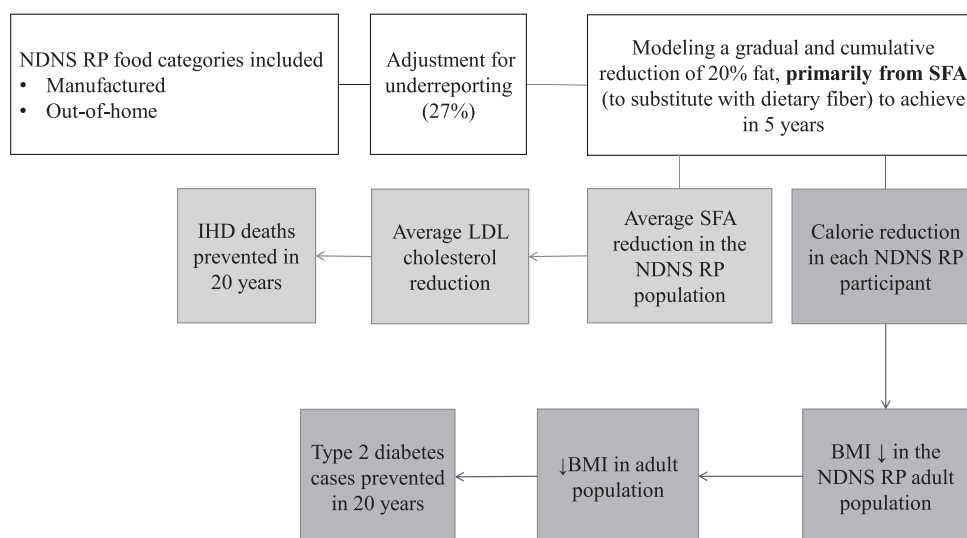 NDNS RP food categories included
• Manufactured
• Out-of-home
Adjustment for
underreporting
(27%)
Modeling a gradual and cumulative
reduction of 20% fat, primarily from SFA
(to substitute with dietary fiber) to achieve
in 5 years
IHD deaths
prevented in
20 years
Average LDL
cholesterol
reduction
Average SFA
reduction in the
NDNS RP
population
Calorie reduction
in each NDNS RP
participant
Type 2 diabetes
cases prevented
in 20 years
↓BMI in adult
population
BMI ↓ in the
NDNS RP adult
population